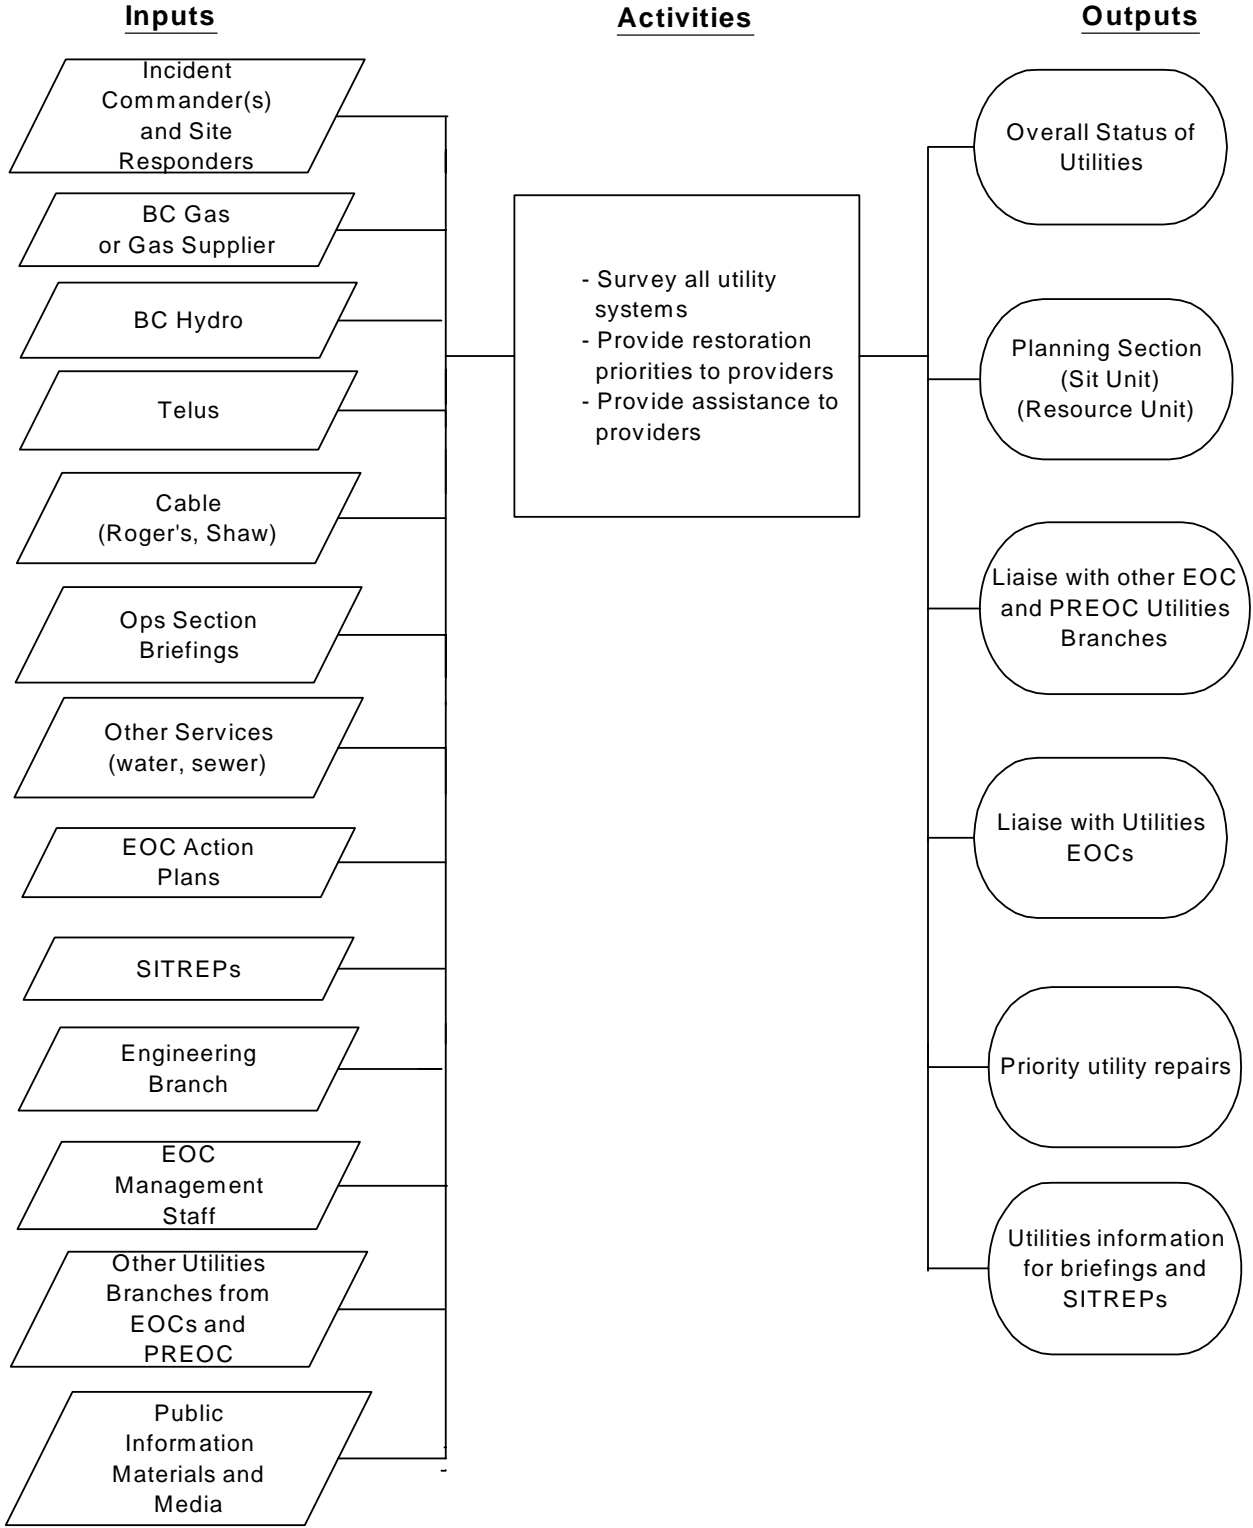 Inputs
Activities
Outputs
Incident
Commander(s)
and Site
Responders
BC Gas
or Gas Supplier
BC Hydro
Telus
Cable
(Roger's, Shaw)
Ops Section
Briefings
Other Services
(water, sewer)
EOC Action
Plans
SITREPs
Engineering
Branch
EOC
Management
Staff
Other Utilities
Branches from
EOCs and
PREOC
Public
Information
Materials and
Media
- Survey all utility
systems
- Provide restoration
priorities to providers
- Provide assistance to
providers
Overall Status of
Utilities
Planning Section
(Sit Unit)
(Resource Unit)
Liaise with other EOC
and PREOC Utilities
Branches
Liaise with Utilities
EOCs
Priority utility repairs
Utilities information
for briefings and
SITREPs